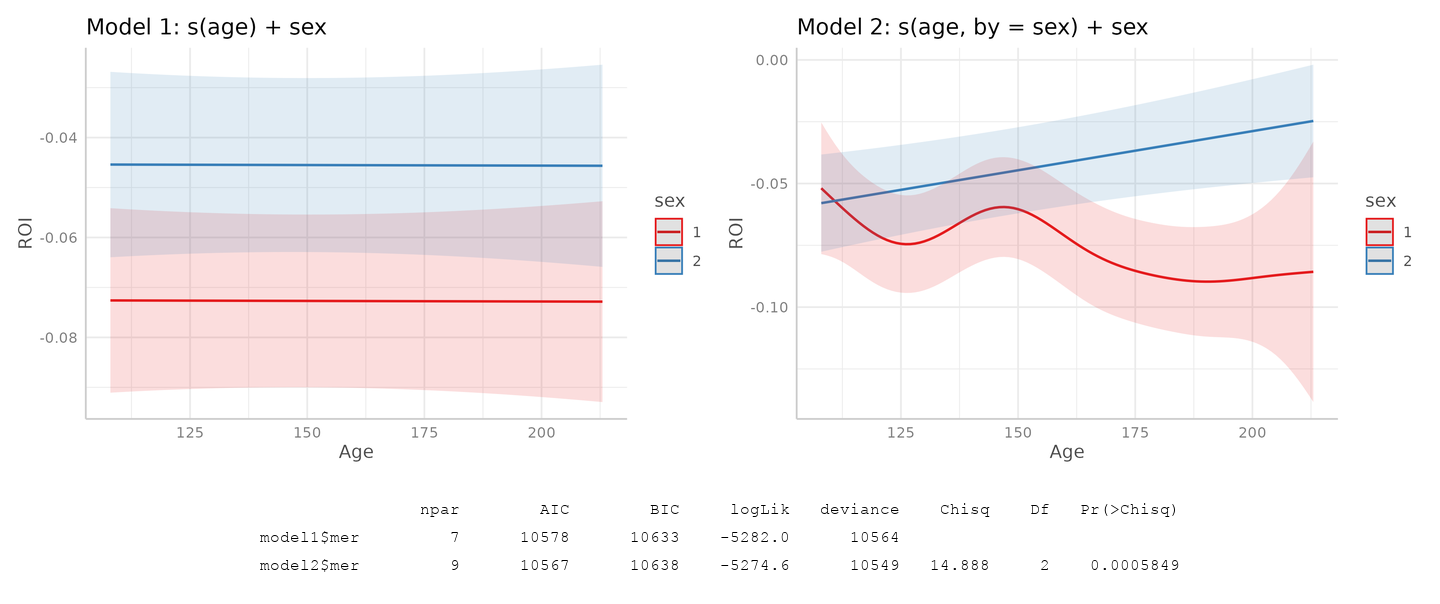 Model 1: s(age) + sex
-0.04
-0.06
-0.08
ROI
125 150 175 200
Age
sex
1
2
Model 2: s(age, by = sex) + sex
0.00
-0.05
-0.10
ROI
125 150 175 200
Age
sex
1
2
npar AIC BIC logLik deviance Chisq Df Pr(>Chisq)
model1$mer 7 10578 10633 -5282.0 10564
model2$mer 9 10567 10638 -5274.6 10549 14.888 2 0.0005849